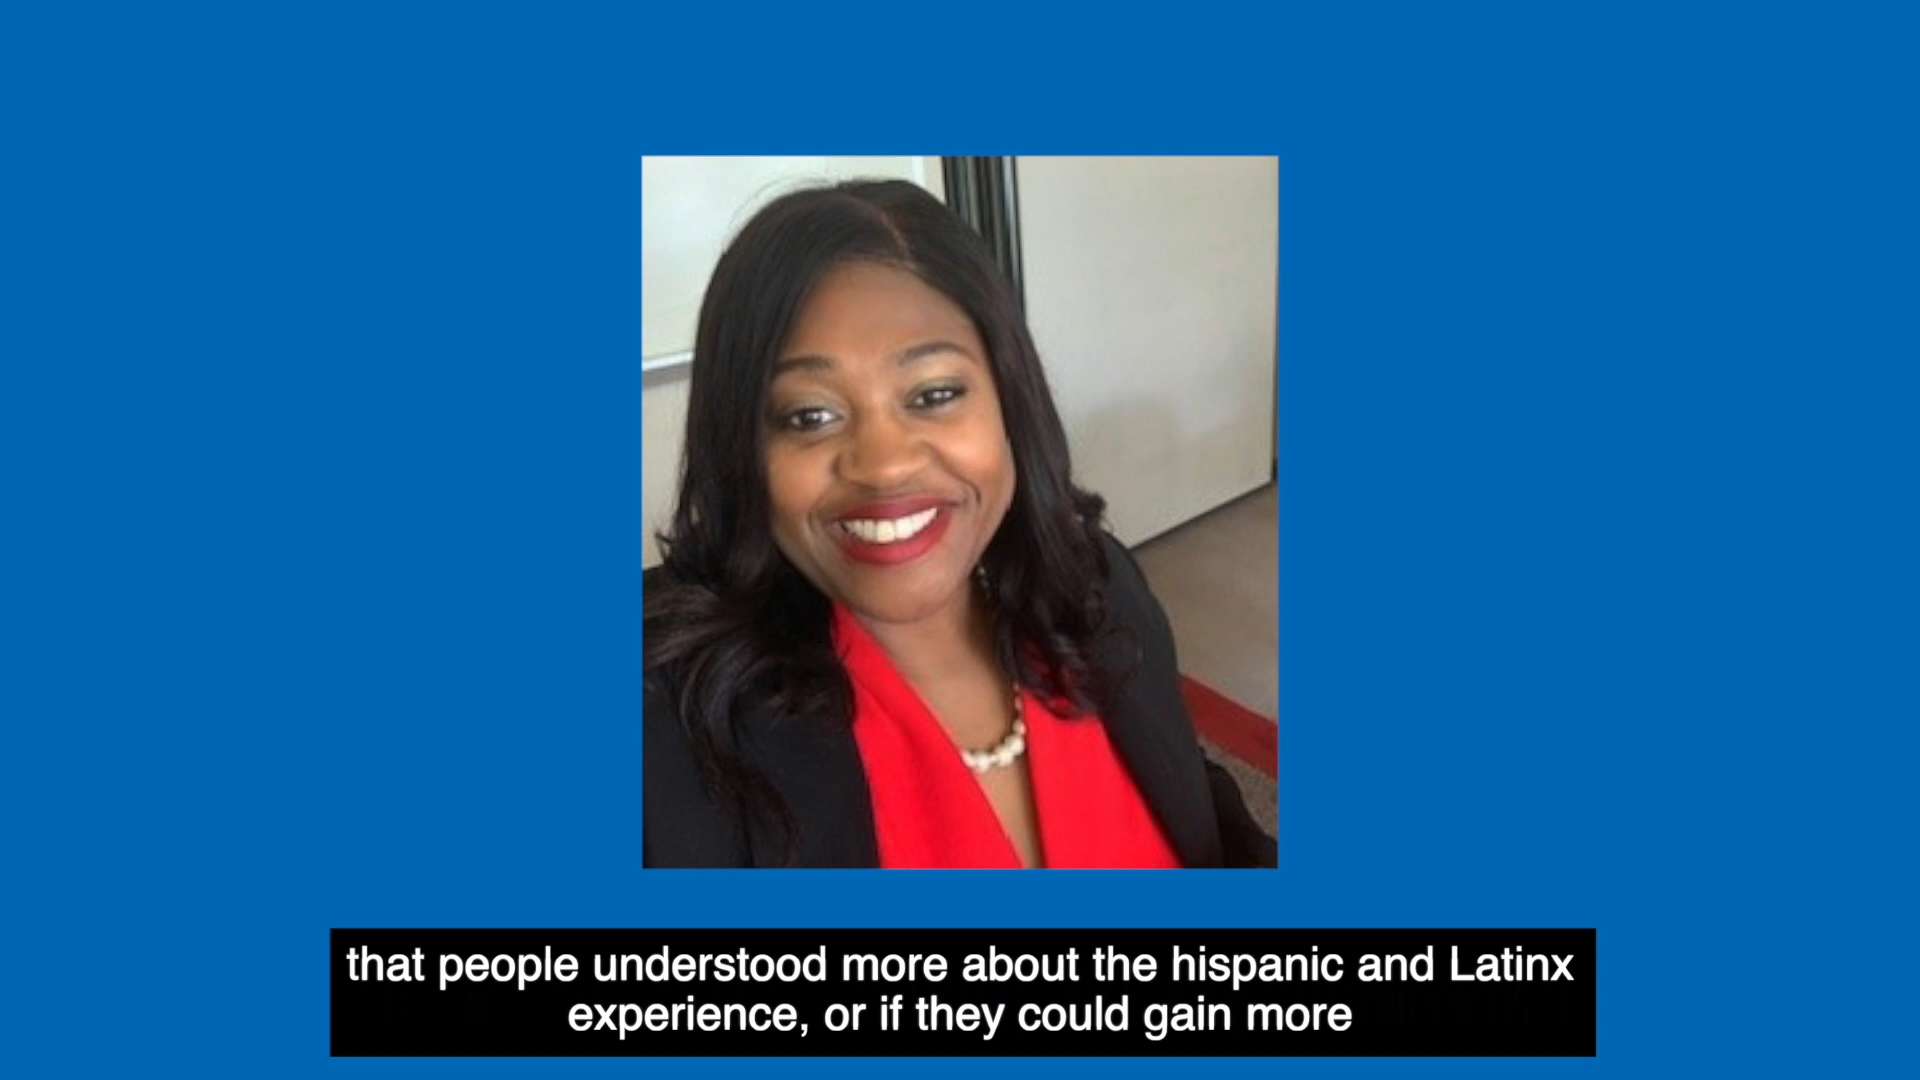 that people understood more about the hispanic and Latinx
experience, or if they could gain more